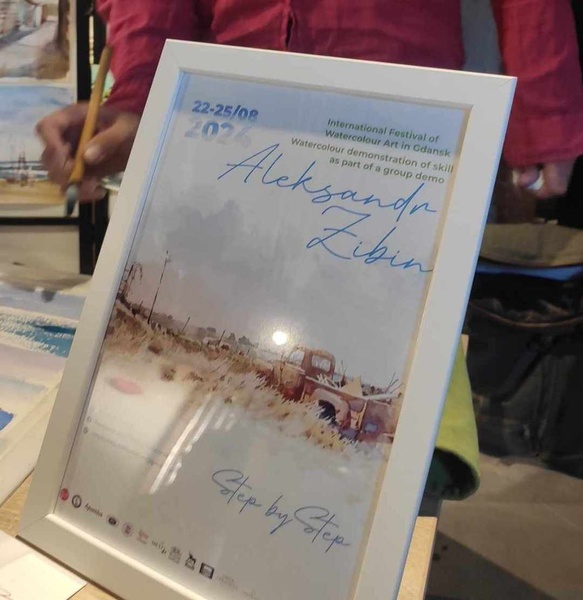 22-25/08
2024
International Festival of
Watercolour Art in Gdansk
Watercolour demonstration of skill
as part of a group demo
Aleksandr
Zibin
Step by Step